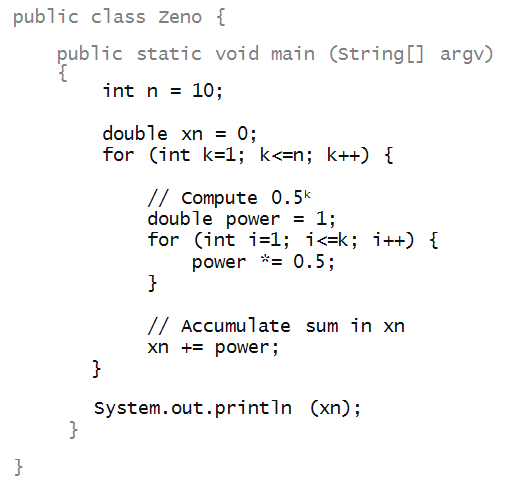 public class Zeno {
public static void main (String[] argv)
{
int n = 10;
double xn = 0;
for (int k=1; k<=n; k++) {
// Compute 0.5ᵏ
double power = 1;
for (int i=1; i<=k; i++) {
power *= 0.5;
}
// Accumulate sum in xn
xn += power;
}
System.out.println (xn);
}
}